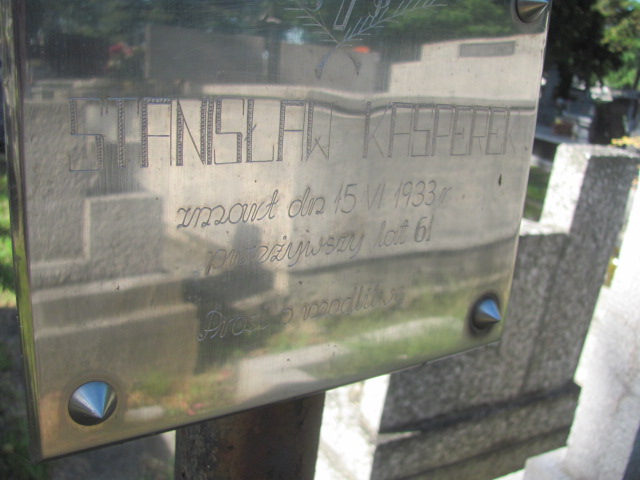 STANISŁAW KASPEREK
zmarł dn 15 VI 1933 r
przeżywszy lat 61
Prosi o modlitwę